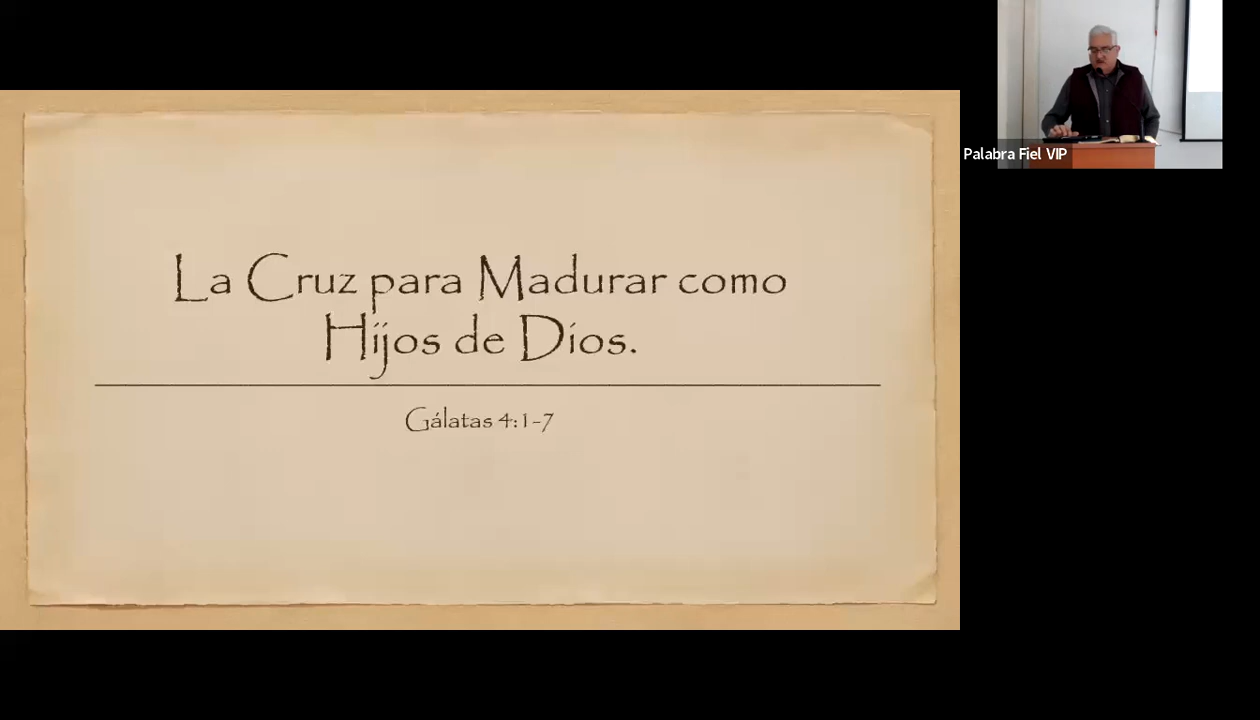 La Cruz para Madurar como
Hijos de Dios.
Gálatas 4:1-7
Palabra Fiel VIP